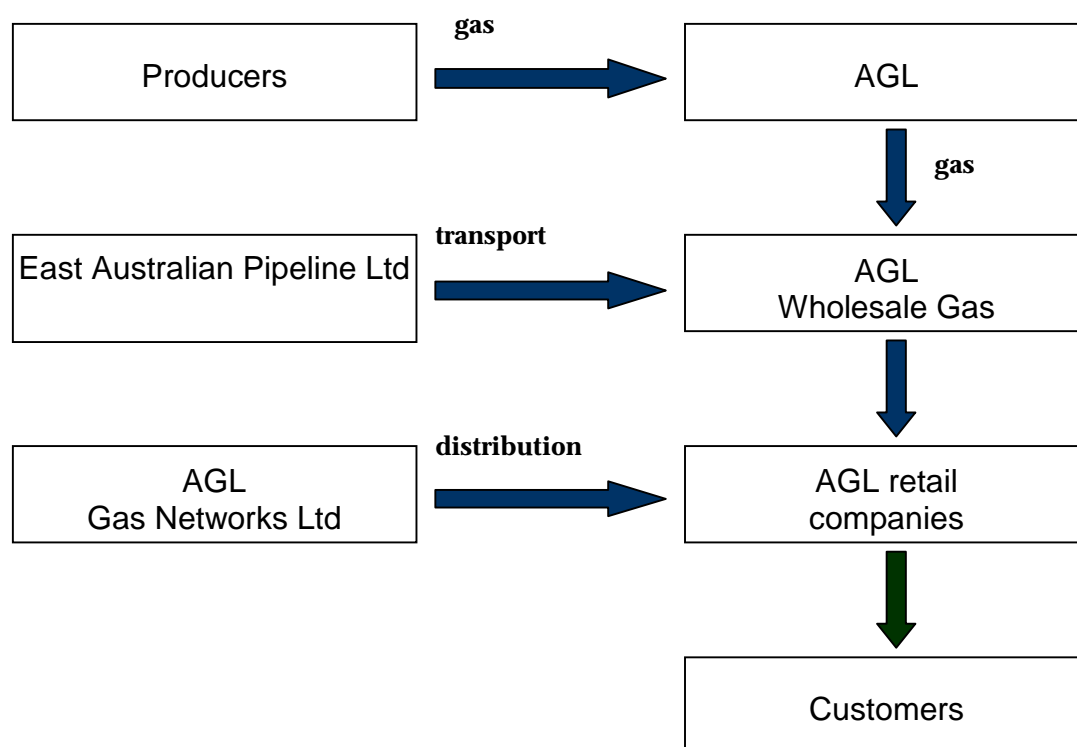 gas
Producers
AGL
gas
transport
East Australian Pipeline Ltd
AGL
Wholesale Gas
distribution
AGL
Gas Networks Ltd
AGL retail
companies
Customers